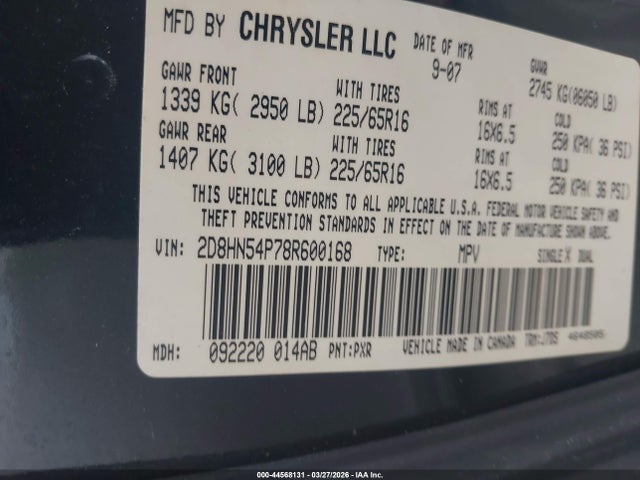 MFD BY CHRYSLER LLC DATE OF MFR 9-07 GVWR 2745 KG(06050 LB)
GAWR FRONT WITH TIRES RIMS AT COLD
1339 KG( 2950 LB) 225/65R16 16X6.5 250 KPA( 36 PSI)
GAWR REAR WITH TIRES RIMS AT COLD
1407 KG( 3100 LB) 225/65R16 16X6.5 250 KPA( 36 PSI)
THIS VEHICLE CONFORMS TO ALL APPLICABLE U.S.A. FEDERAL MOTOR VEHICLE SAFETY AND
THEFT PREVENTION STANDARDS IN EFFECT ON THE DATE OF MANUFACTURE SHOWN ABOVE.
VIN: 2D8HN54P78R600168 TYPE: MPV SINGLE X DUAL
MDH: 092220 014AB PNT:PXR VEHICLE MADE IN CANADA TRM:J7DS 4648505
000-44568131 - 03/27/2026 - IAA Inc.